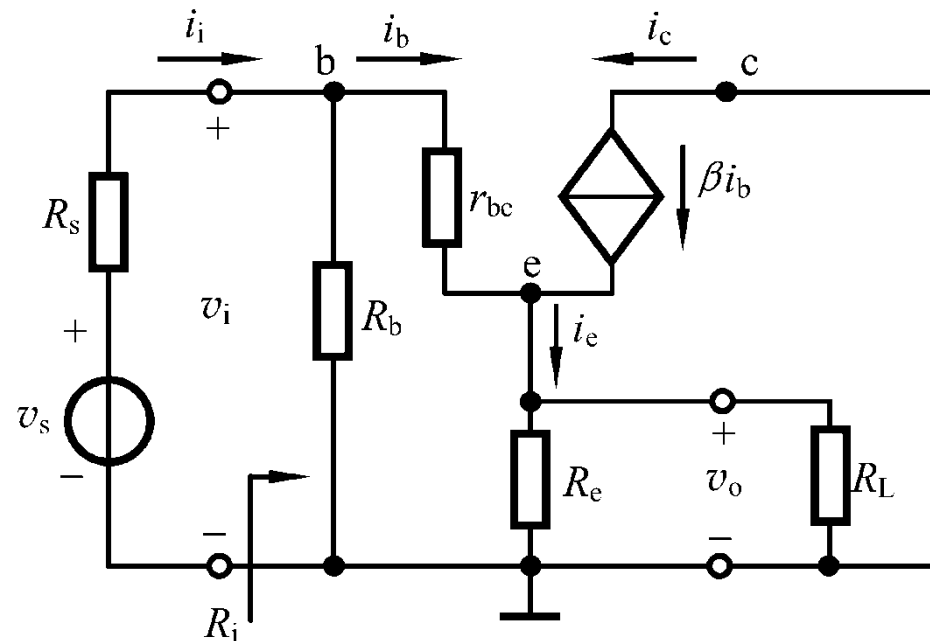 i_i i_b i_c
b c
+
R_s r_bc βi_b
e
+ v_i R_b i_e
v_s
+
− R_e v_o R_L
− −
R_i